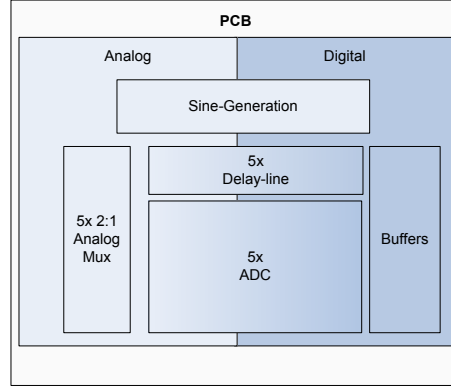 PCB
Analog
Digital
Sine-Generation
5x
Delay-line
5x 2:1
Analog
Mux
5x
ADC
Buffers